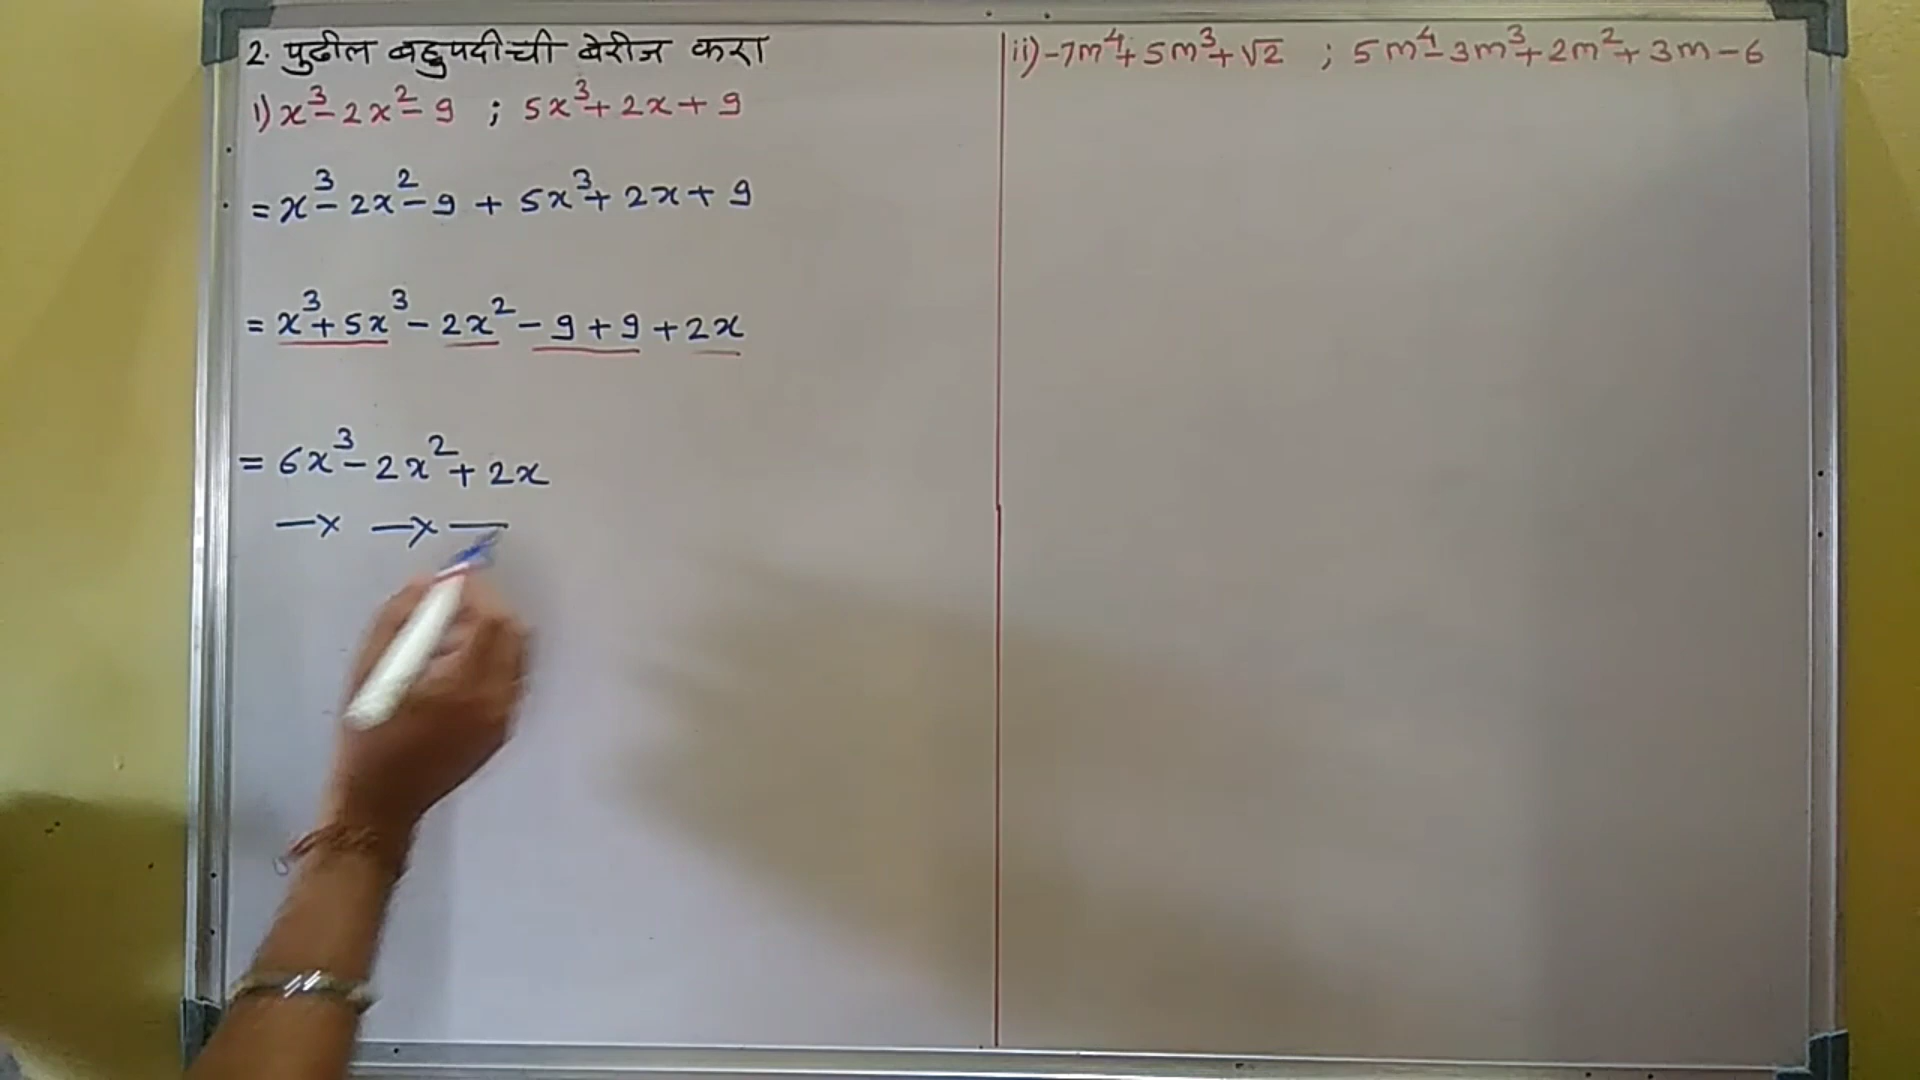 2. पुढील बहुपदीची बेरीज करा
1) x³ - 2x² - 9 ; 5x³ + 2x + 9
= x³ - 2x² - 9 + 5x³ + 2x + 9
= x³ + 5x³ - 2x² - 9 + 9 + 2x
= 6x³ - 2x² + 2x
—x —x —
ii) -7m⁴ + 5m³ + √2 ; 5m⁴ - 3m³ + 2m² + 3m - 6